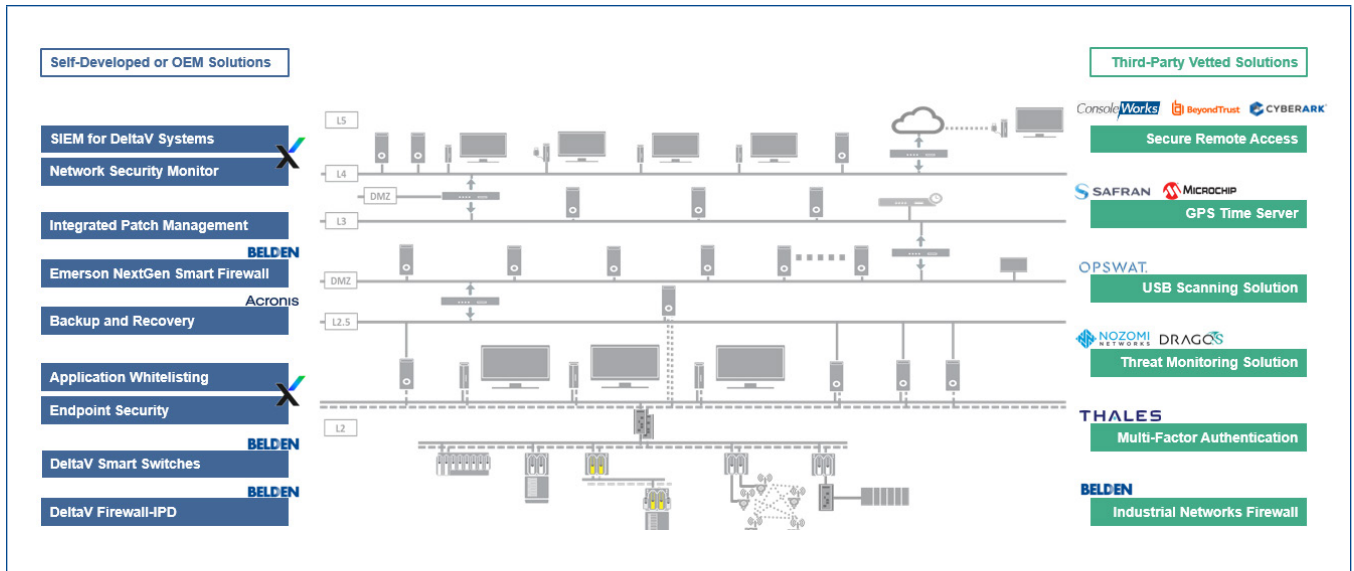 Self-Developed or OEM Solutions
SIEM for DeltaV Systems
Network Security Monitor
Integrated Patch Management
BELDEN
Emerson NextGen Smart Firewall
Acronis
Backup and Recovery
Application Whitelisting
Endpoint Security
BELDEN
DeltaV Smart Switches
BELDEN
DeltaV Firewall-IPD
L5
L4
DMZ
L3
DMZ
L2.5
L2
Third-Party Vetted Solutions
ConsoleWorks BeyondTrust CYBERARK
Secure Remote Access
SAFRAN MICROCHIP
GPS Time Server
OPSWAT.
USB Scanning Solution
NOZOMI NETWORKS DRAGOS
Threat Monitoring Solution
THALES
Multi-Factor Authentication
BELDEN
Industrial Networks Firewall